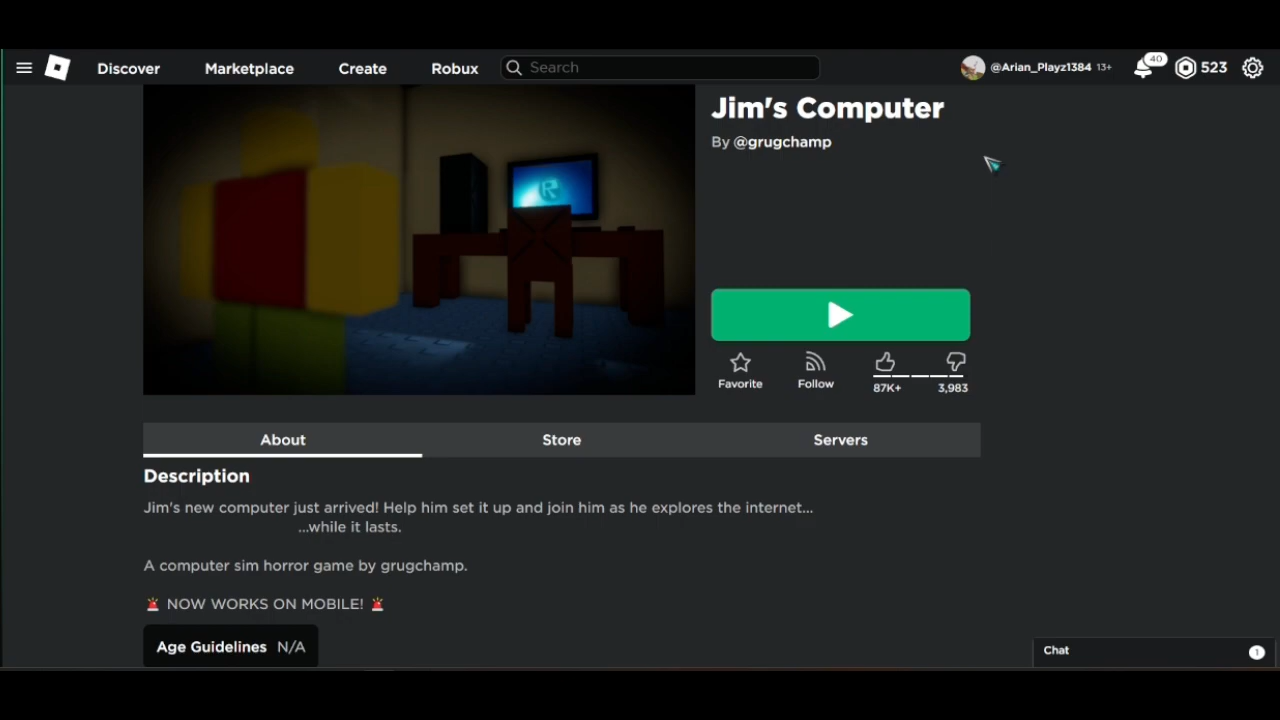 Discover Marketplace Create Robux Search @Arian_Playz1384 13+ 40 523
Jim's Computer
By @grugchamp
Favorite Follow 87K+ 3,983
About Store Servers
Description
Jim's new computer just arrived! Help him set it up and join him as he explores the internet...
...while it lasts.
A computer sim horror game by grugchamp.
🚨 NOW WORKS ON MOBILE! 🚨
Age Guidelines N/A
Chat 1